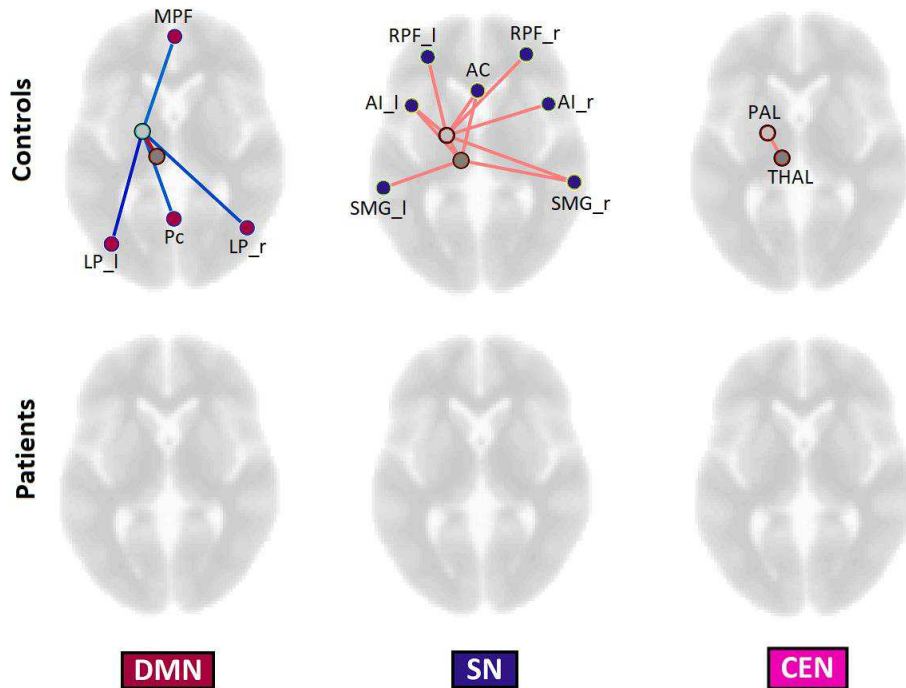 Controls
MPF
LP_l
Pc
LP_r
RPF_l
RPF_r
AC
AI_l
AI_r
SMG_l
SMG_r
PAL
THAL
Patients
DMN
SN
CEN